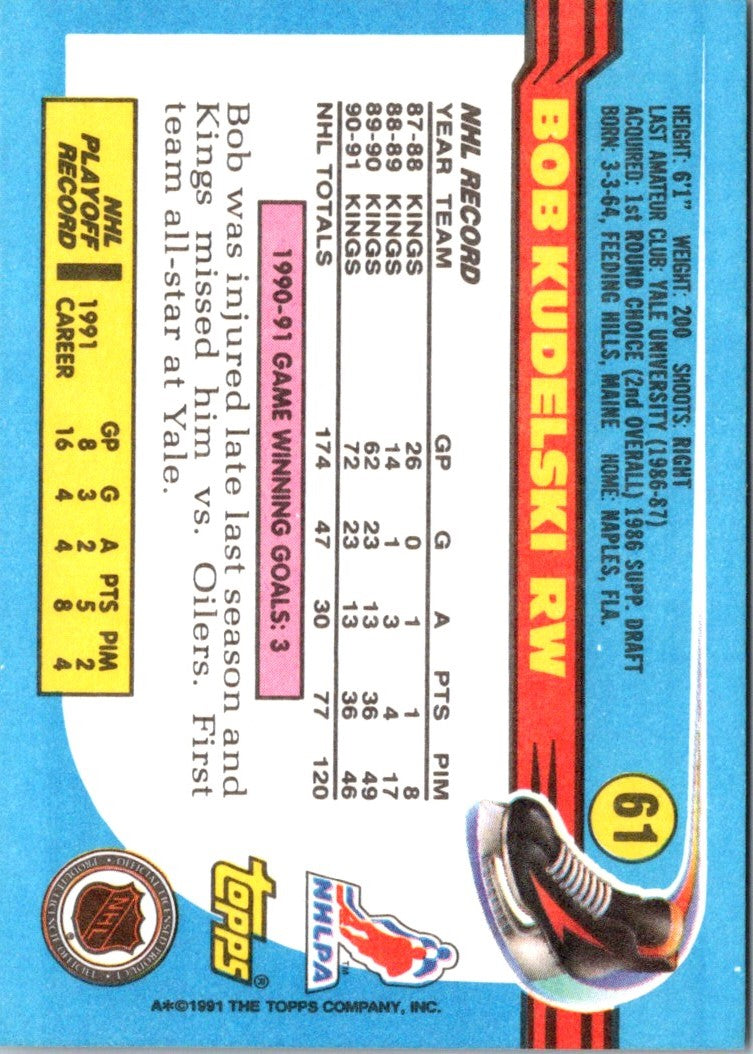 HEIGHT: 6'1" WEIGHT: 200 SHOOTS: RIGHT
LAST AMATEUR CLUB: YALE UNIVERSITY (1986-87)
ACQUIRED: 1st ROUND CHOICE (2nd OVERALL) 1986 SUPP. DRAFT
BORN: 3-3-64, FEEDING HILLS, MAINE HOME: NAPLES, FLA.
61
BOB KUDELSKI RW
NHL RECORD
YEAR TEAM GP G A PTS PIM
87-88 KINGS 26 0 1 1 8
88-89 KINGS 14 1 3 4 17
89-90 KINGS 62 23 13 36 49
90-91 KINGS 72 23 13 36 46
NHL TOTALS 174 47 30 77 120
1990-91 GAME WINNING GOALS: 3
Bob was injured late last season and
Kings missed him vs. Oilers. First
team all-star at Yale.
NHL
PLAYOFF
RECORD
GP G A PTS PIM
1991 8 3 2 5 2
CAREER 16 4 4 8 4
NHLPA™
TOPPS®
NHL®
OFFICIAL LICENSED PRODUCT
A*©1991 THE TOPPS COMPANY, INC.